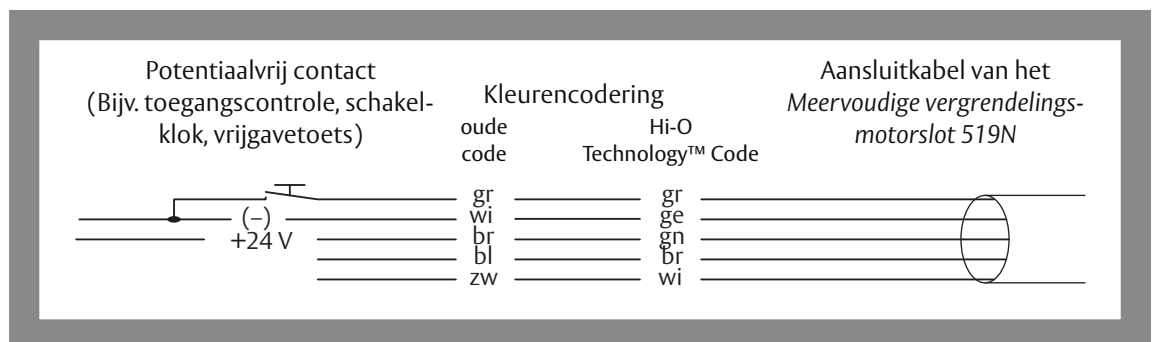 Potentiaalvrij contact
(Bijv. toegangscontrole, schakel-
klok, vrijgavetoets)
Kleurencodering
oude
code
Hi-O
Technology™ Code
Aansluitkabel van het
Meervoudige vergrendelings-
motorslot 519N
gr gr
(–) wi ge
+24 V br gn
bl br
zw wi